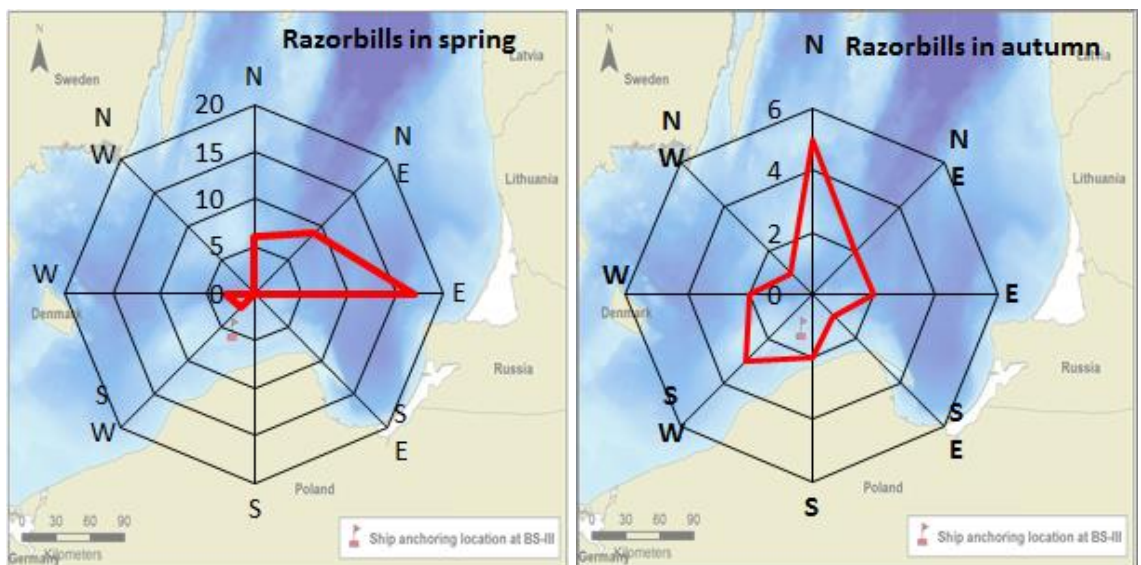 Razorbills in spring
N
Latvia
Sweden
20
N
W
15
N
E
10
Lithuania
5
W
0
E
Denmark
Russia
S
W
S
E
S
Poland
0 30 60 90
Kilometers
Germany
Ship anchoring location at BS-III
Razorbills in autumn
N
Latvia
Sweden
6
N
W
N
E
4
Lithuania
2
W
0
E
Denmark
Russia
S
W
S
E
S
Poland
0 30 60 90
Kilometers
Germany
Ship anchoring location at BS-III